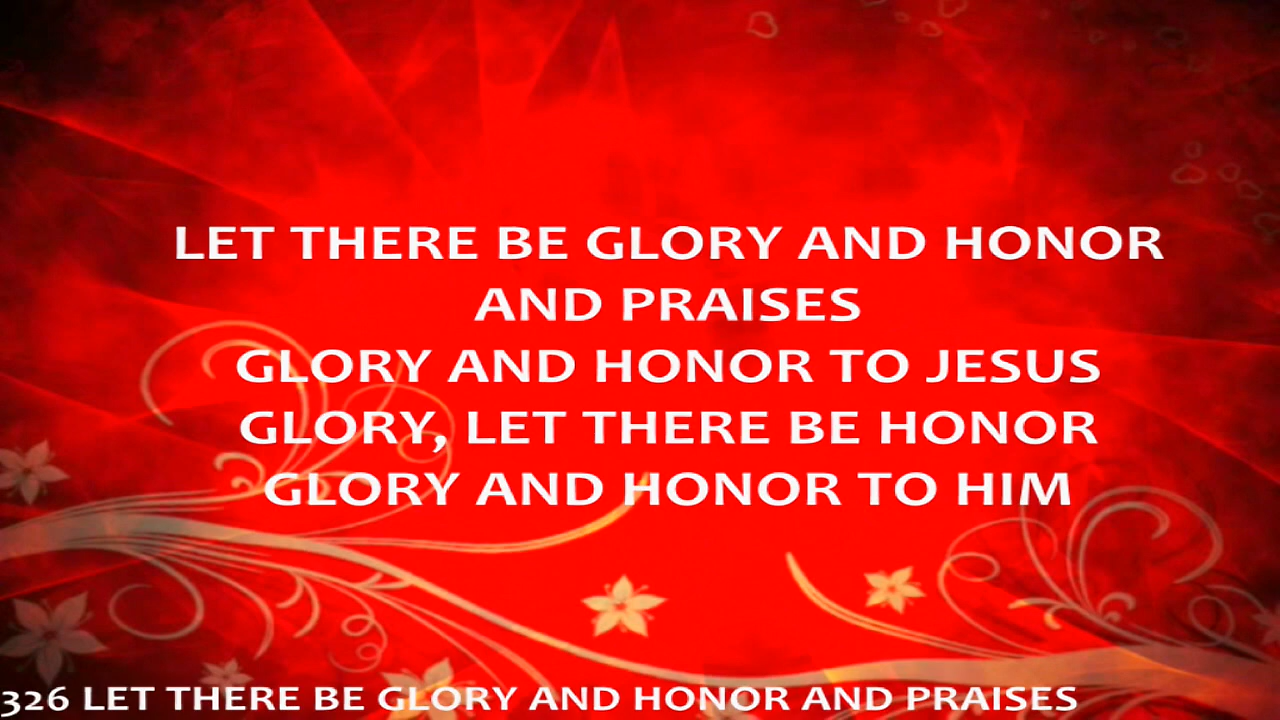 LET THERE BE GLORY AND HONOR
AND PRAISES
GLORY AND HONOR TO JESUS
GLORY, LET THERE BE HONOR
GLORY AND HONOR TO HIM
326 LET THERE BE GLORY AND HONOR AND PRAISES